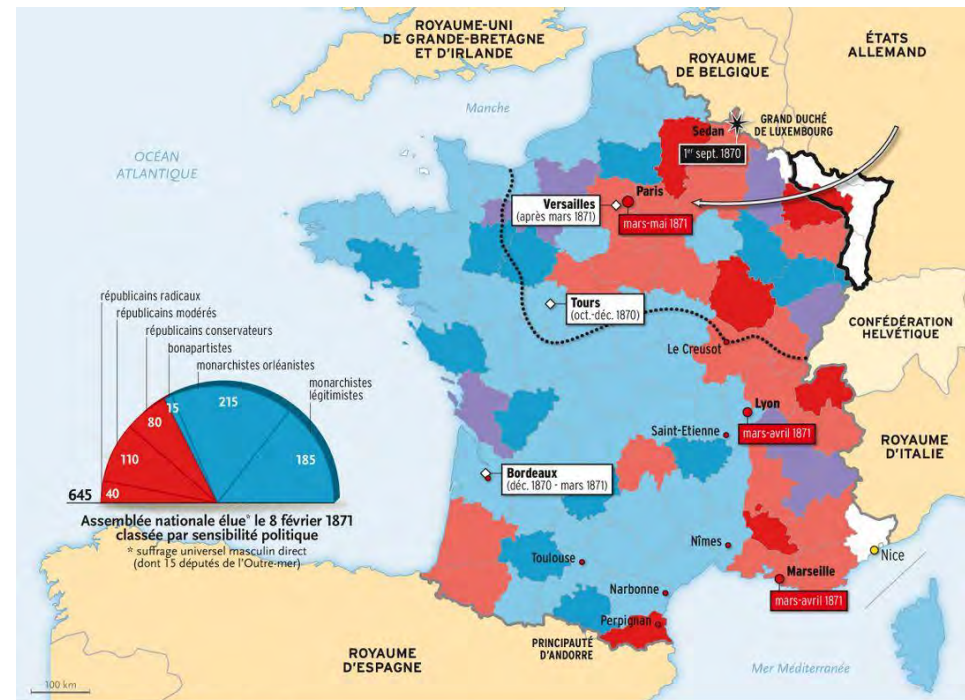 ROYAUME-UNI
DE GRANDE-BRETAGNE
ET D'IRLANDE
ÉTATS
ALLEMAND
ROYAUME
DE BELGIQUE
Manche
GRAND DUCHÉ
DE LUXEMBOURG
Sedan
1er sept. 1870
OCÉAN
ATLANTIQUE
Paris
mars-mai 1871
Versailles
(après mars 1871)
Tours
(oct.-déc. 1870)
CONFÉDÉRATION
HELVÉTIQUE
Le Creusot
républicains radicaux
républicains modérés
républicains conservateurs
bonapartistes
monarchistes orléanistes
monarchistes
légitimistes
215
15
80
110
185
40
645
Assemblée nationale élue* le 8 février 1871
classée par sensibilité politique
* suffrage universel masculin direct
(dont 15 députés de l'Outre-mer)
Lyon
mars-avril 1871
Saint-Etienne
ROYAUME
D'ITALIE
Bordeaux
(déc. 1870 - mars 1871)
Nîmes
Nice
Toulouse
Marseille
mars-avril 1871
Narbonne
Perpignan
PRINCIPAUTÉ
D'ANDORRE
ROYAUME
D'ESPAGNE
Mer Méditerranée
100 km